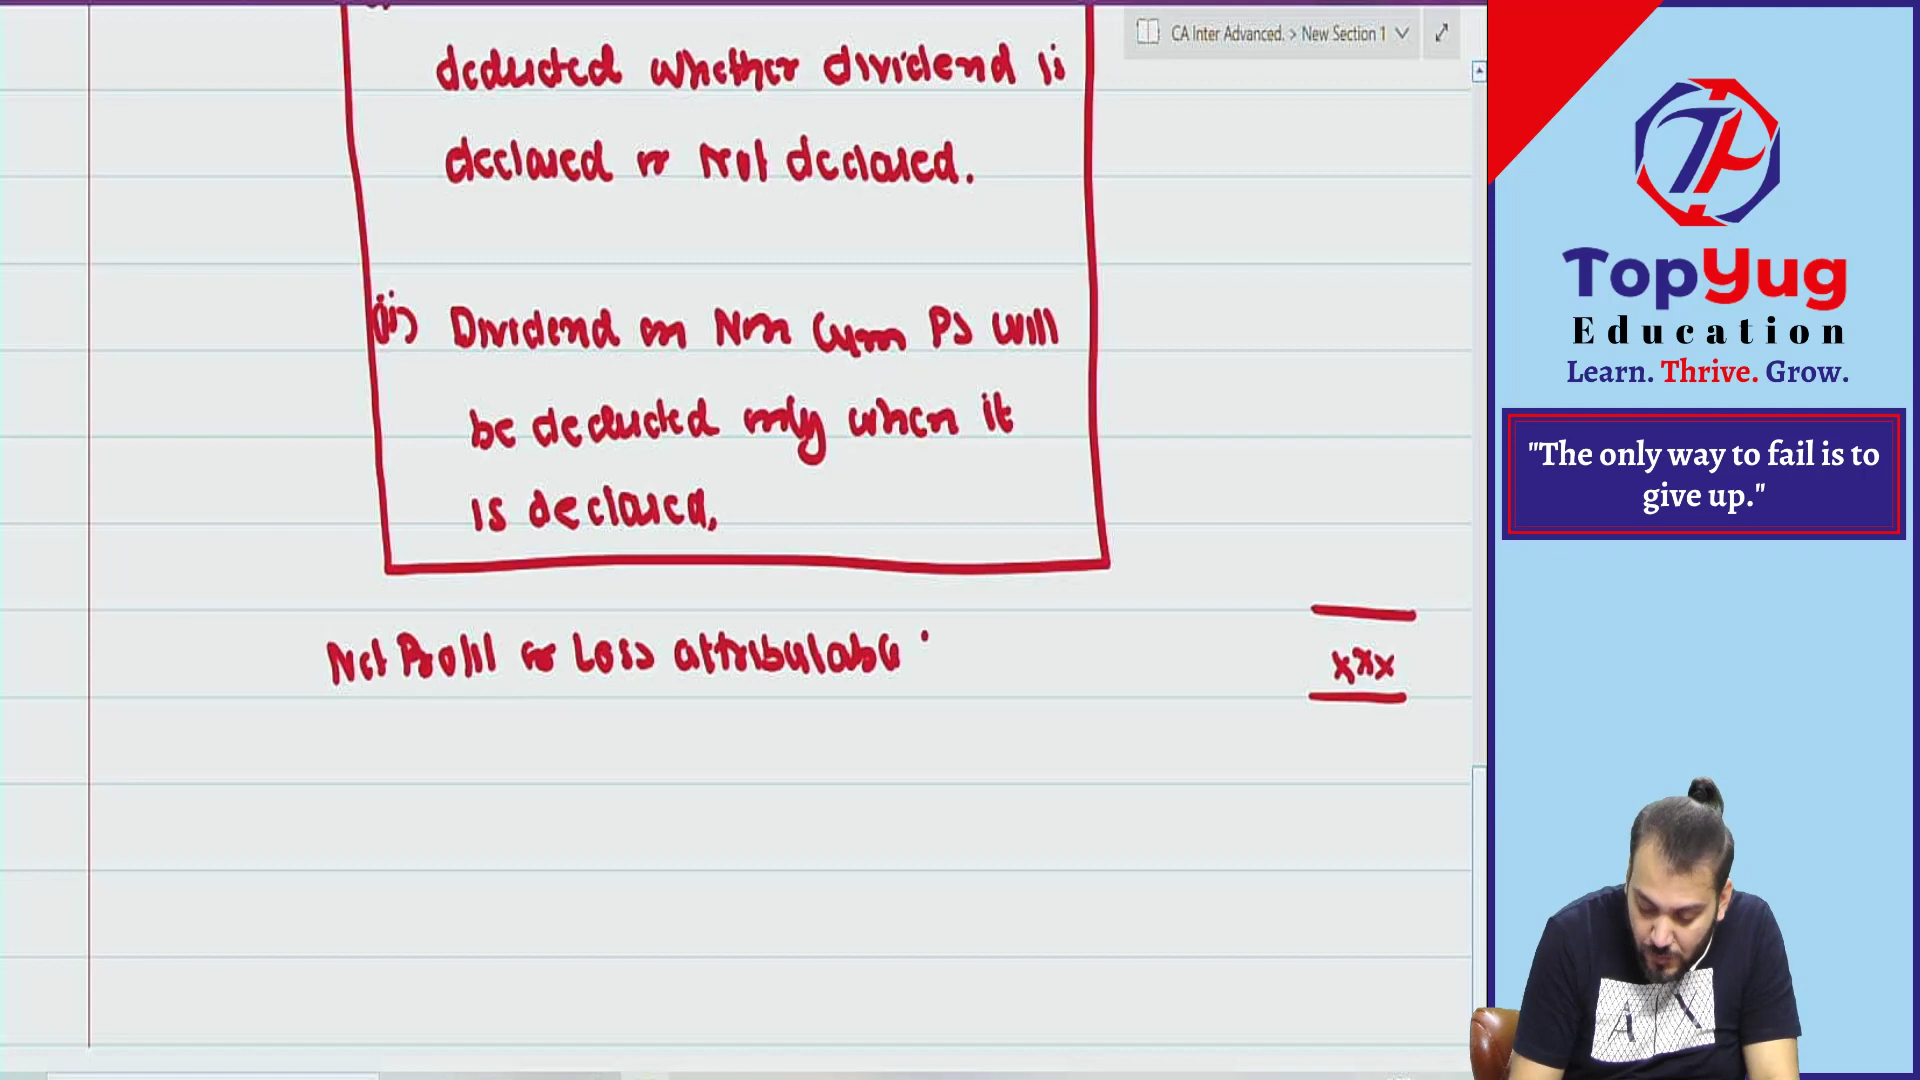 CA Inter Advanced. > New Section 1
deducted whether dividend is
declared or Not declared.
(ii) Dividend on Non Cum PS will
be deducted only when it
is declared,
Net Profit or Loss attributable
xxx
TopYug
Education
Learn. Thrive. Grow.
"The only way to fail is to
give up."
A X